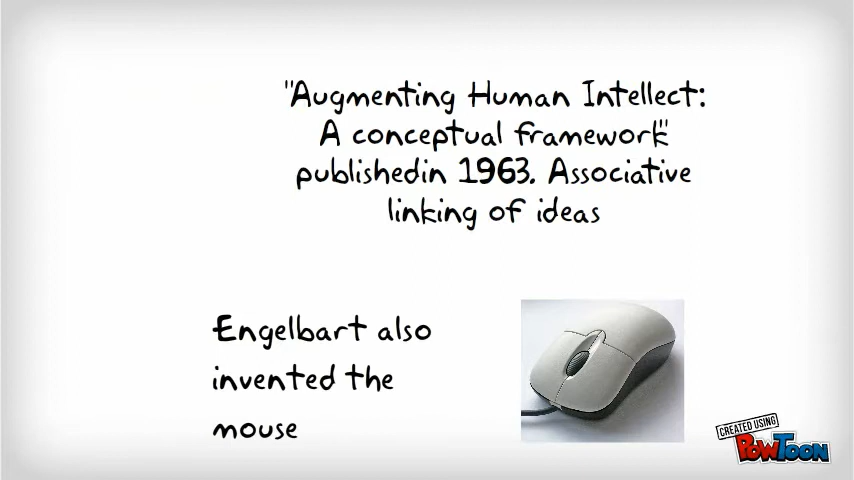 "Augmenting Human Intellect:
A conceptual framework"
publishedin 1963. Associative
linking of ideas
Engelbart also
invented the
mouse
CREATED USING
POWTOON